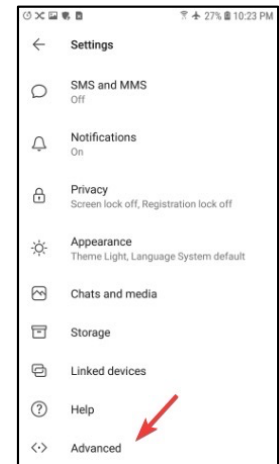 27% 10:23 PM
Settings
SMS and MMS
Off
Notifications
On
Privacy
Screen lock off, Registration lock off
Appearance
Theme Light, Language System default
Chats and media
Storage
Linked devices
Help
Advanced